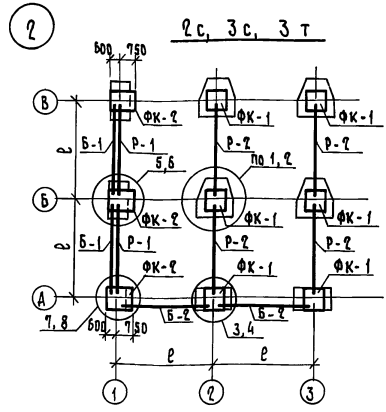 2
2с, 3с, 3т
600 750
В
ФК-2 ФК-1 ФК-1
Б-1 Р-1 Р-2 Р-2
5,6 по 1,2
ℓ
Б
ФК-2 ФК-1 ФК-1
Б-1 Р-1 Р-2 Р-2
ℓ
ФК-2 ФК-1 ФК-1
А
7,8 600 750 Б-2 3,4 Б-2
ℓ ℓ
1 2 3